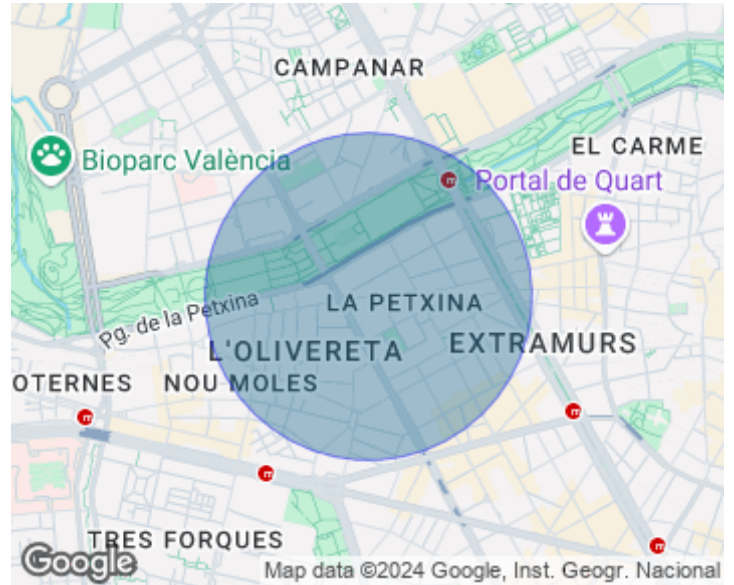 CAMPANAR
EL CARME
Bioparc València
Portal de Quart
LA PETXINA
Pg. de la Petxina
L'OLIVERETA
EXTRAMURS
OTERNES
NOU MOLES
TRES FORQUES
Google
Map data ©2024 Google, Inst. Geogr. Nacional